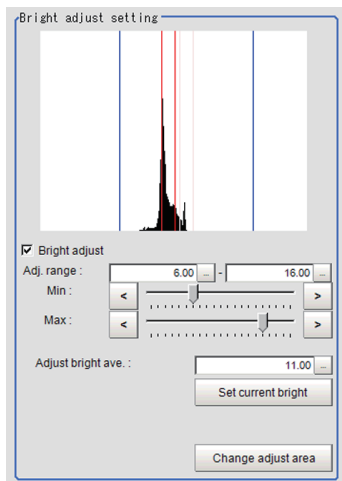 Bright adjust setting
Bright adjust
Adj. range : 6.00 ... - 16.00 ...
Min : < >
Max : < >
Adjust bright ave. : 11.00 ...
Set current bright
Change adjust area